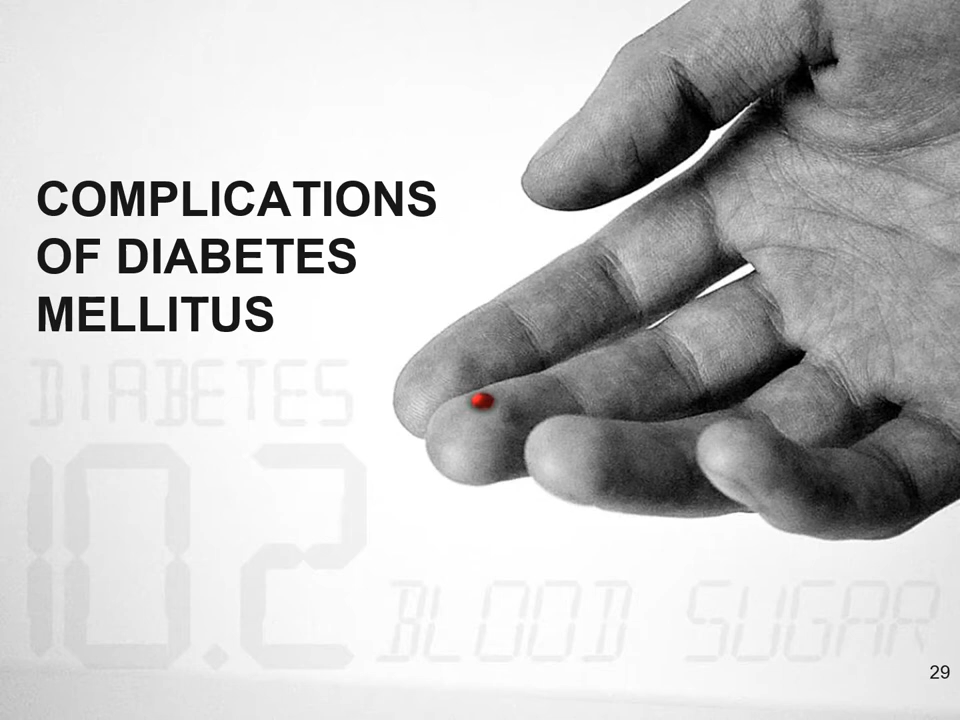 COMPLICATIONS
OF DIABETES
MELLITUS
DIABETES
10.2
BLOOD SUGAR
29